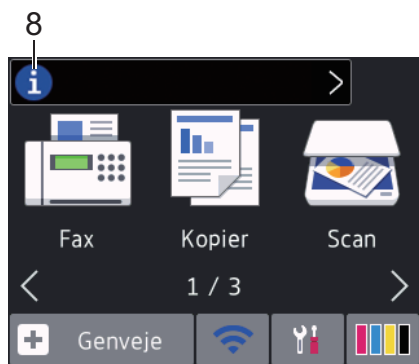 8
i
Fax Kopier Scan
1 / 3
Genveje